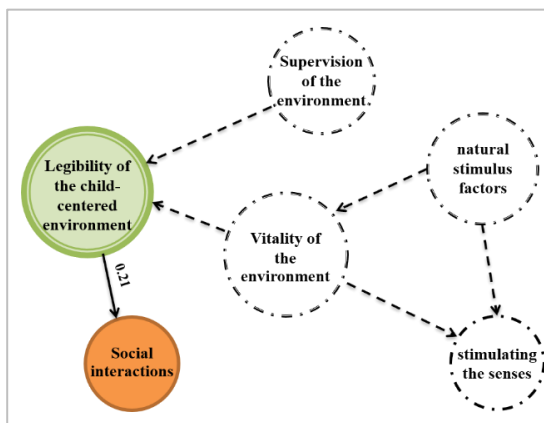 Supervision
of the
environment
Legibility of
the child-
centered
environment
natural
stimulus
factors
Vitality of
the
environment
0.21
Social
interactions
stimulating
the senses